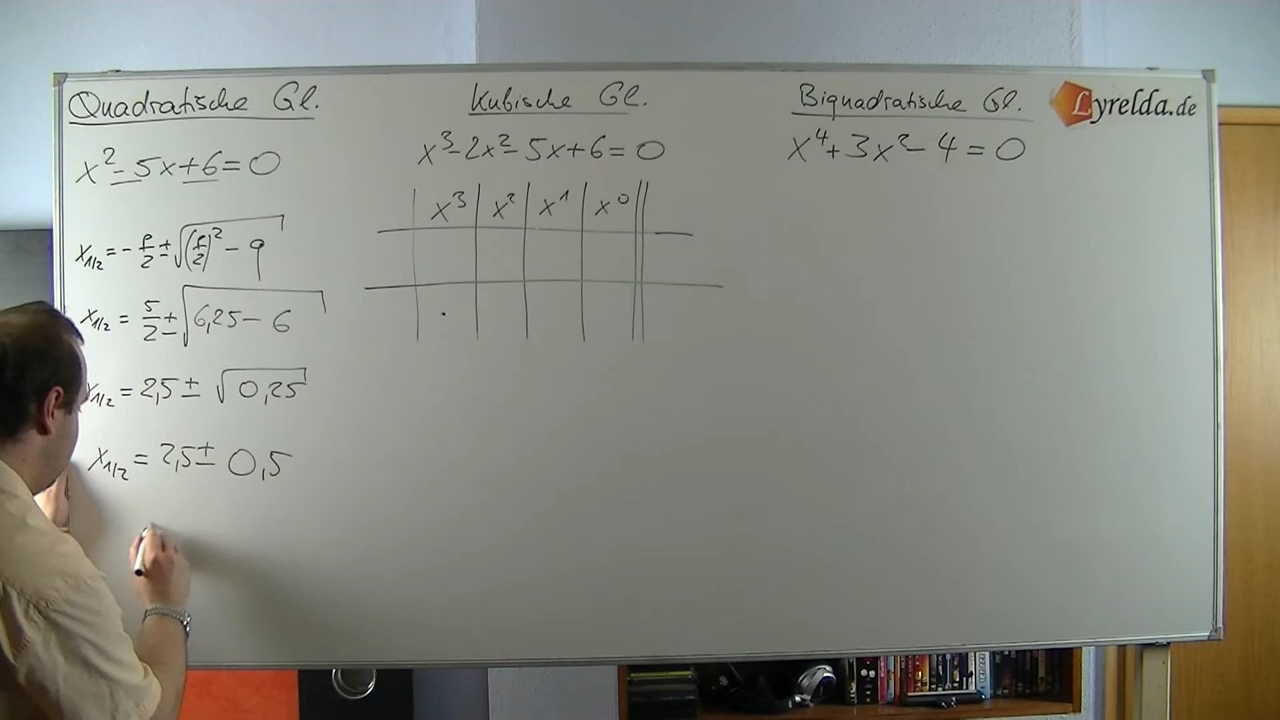 Quadratische Gl.
x²-5x+6=0
x1/2 = -p/2 ± √((p/2)² - q
x1/2 = 5/2 ± √6,25 - 6
x1/2 = 2,5 ± √0,25
x1/2 = 2,5 ± 0,5
Kubische Gl.
x³-2x²-5x+6=0
x³ x² x¹ x⁰
Biquadratische Gl.
x⁴+3x²-4=0
Lyrelda.de